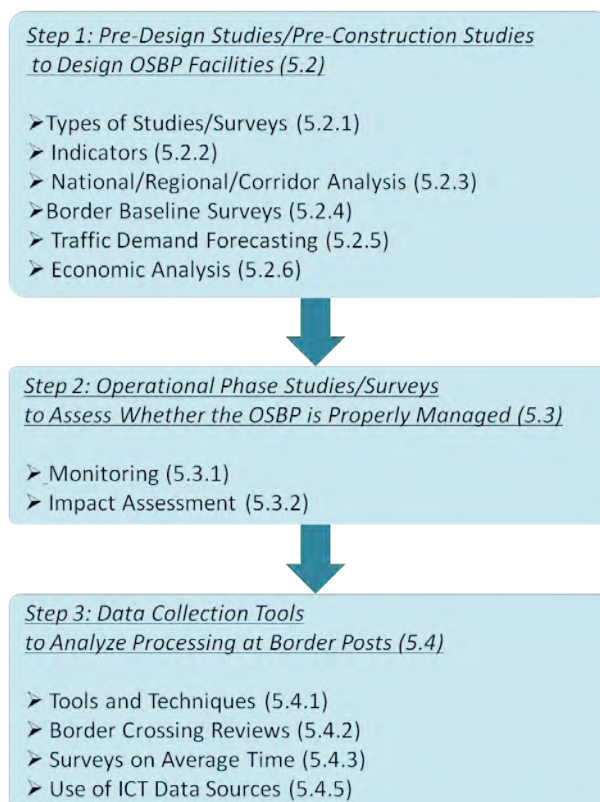 Step 1: Pre-Design Studies/Pre-Construction Studies
to Design OSBP Facilities (5.2)
➢Types of Studies/Surveys (5.2.1)
➢ Indicators (5.2.2)
➢ National/Regional/Corridor Analysis (5.2.3)
➢Border Baseline Surveys (5.2.4)
➢ Traffic Demand Forecasting (5.2.5)
➢ Economic Analysis (5.2.6)
Step 2: Operational Phase Studies/Surveys
to Assess Whether the OSBP is Properly Managed (5.3)
➢ Monitoring (5.3.1)
➢ Impact Assessment (5.3.2)
Step 3: Data Collection Tools
to Analyze Processing at Border Posts (5.4)
➢ Tools and Techniques (5.4.1)
➢ Border Crossing Reviews (5.4.2)
➢ Surveys on Average Time (5.4.3)
➢ Use of ICT Data Sources (5.4.5)